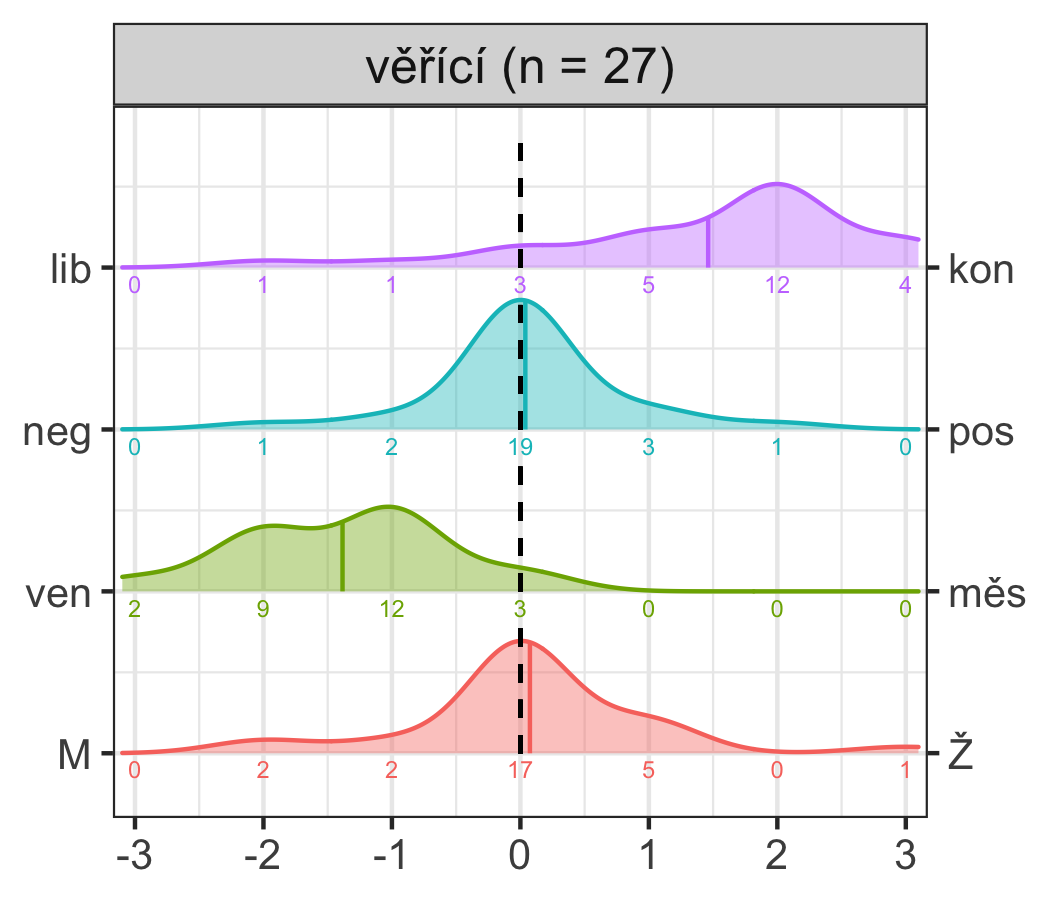 věřící (n = 27)
lib kon
0 1 1 3 5 12 4
neg pos
0 1 2 19 3 1 0
ven měs
2 9 12 3 0 0 0
M Ž
0 2 2 17 5 0 1
-3 -2 -1 0 1 2 3